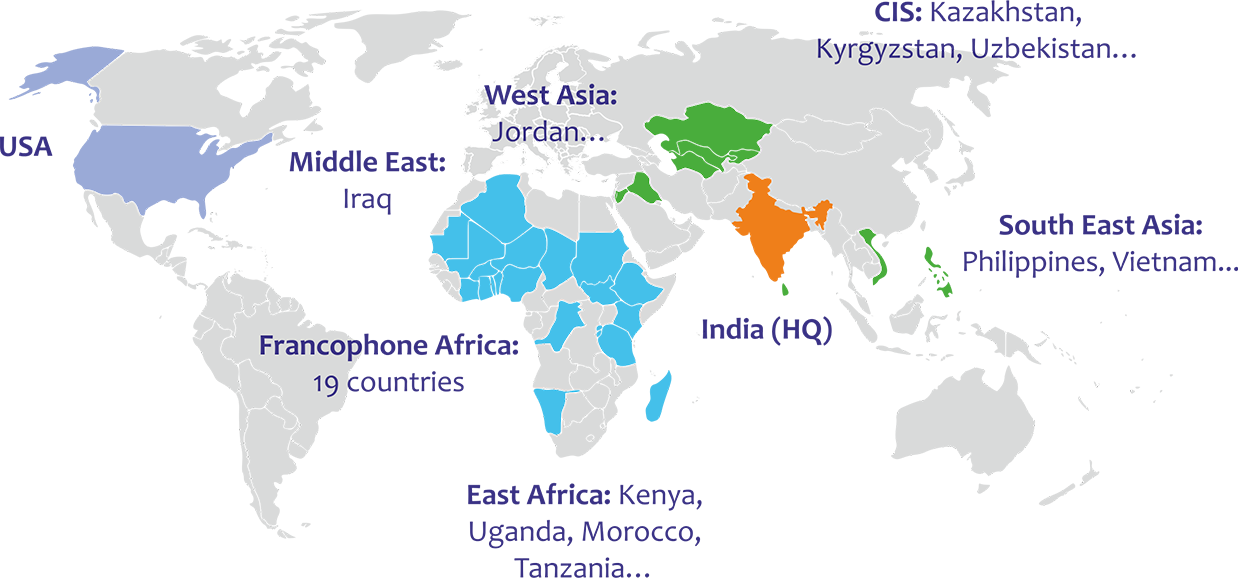 CIS: Kazakhstan,
Kyrgyzstan, Uzbekistan...
West Asia:
Jordan...
USA
Middle East:
Iraq
South East Asia:
Philippines, Vietnam...
India (HQ)
Francophone Africa:
19 countries
East Africa: Kenya,
Uganda, Morocco,
Tanzania...